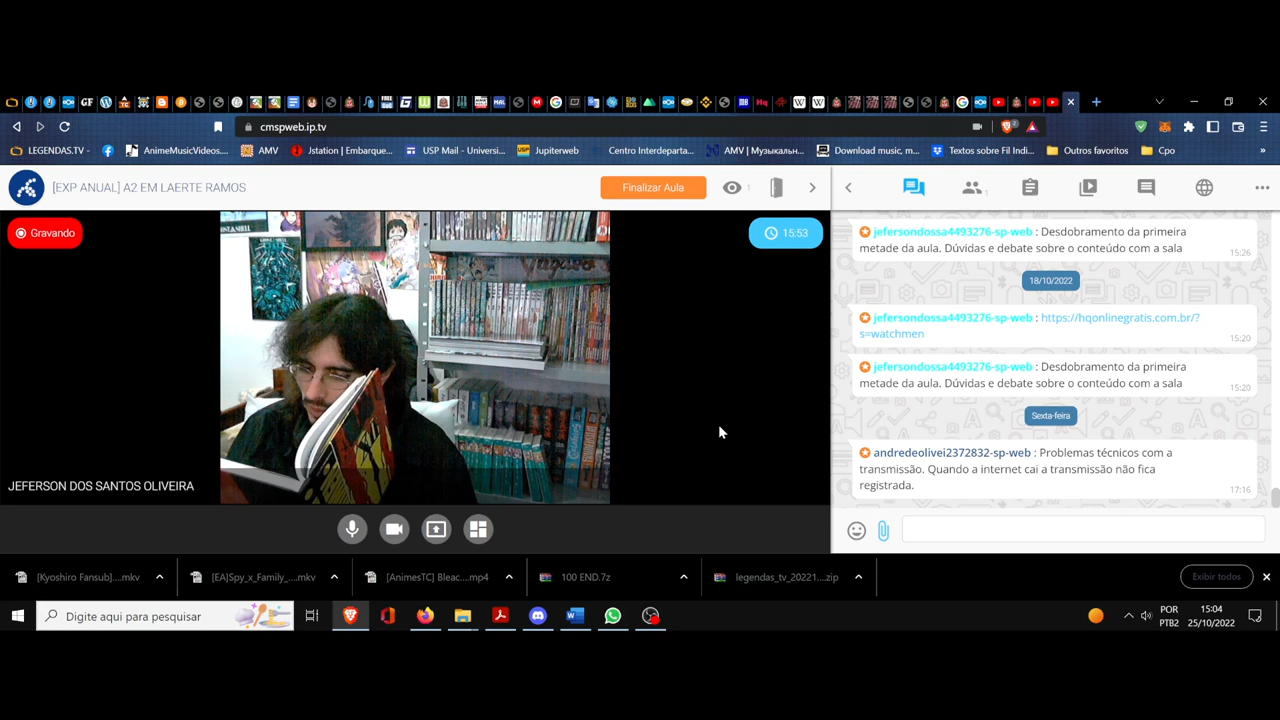 cmspweb.ip.tv
2
LEGENDAS.TV -
AnimeMusicVideos...
AMV
Jstation | Embarque...
USP Mail - Universi...
Jupiterweb
Centro Interdeparta...
AMV | Музыкальн...
Download music, m...
Textos sobre Fil Indi...
Outros favoritos
Cpo
»
[EXP ANUAL] A2 EM LAERTE RAMOS
Finalizar Aula
1
1
Gravando
15:53
JEFERSON DOS SANTOS OLIVEIRA
jefersondossa4493276-sp-web : Desdobramento da primeira
metade da aula. Dúvidas e debate sobre o conteúdo com a sala
15:26
18/10/2022
jefersondossa4493276-sp-web : https://hqonlinegratis.com.br/?
s=watchmen
15:20
jefersondossa4493276-sp-web : Desdobramento da primeira
metade da aula. Dúvidas e debate sobre o conteúdo com a sala
15:20
Sexta-feira
andredeolivei2372832-sp-web : Problemas técnicos com a
transmissão. Quando a internet cai a transmissão não fica
registrada.
17:16
[Kyoshiro Fansub]....mkv
[EA]Spy_x_Family_....mkv
[AnimesTC] Bleac....mp4
100 END.7z
legendas_tv_20221....zip
Exibir todos
Digite aqui para pesquisar
POR
PTB2
15:04
25/10/2022